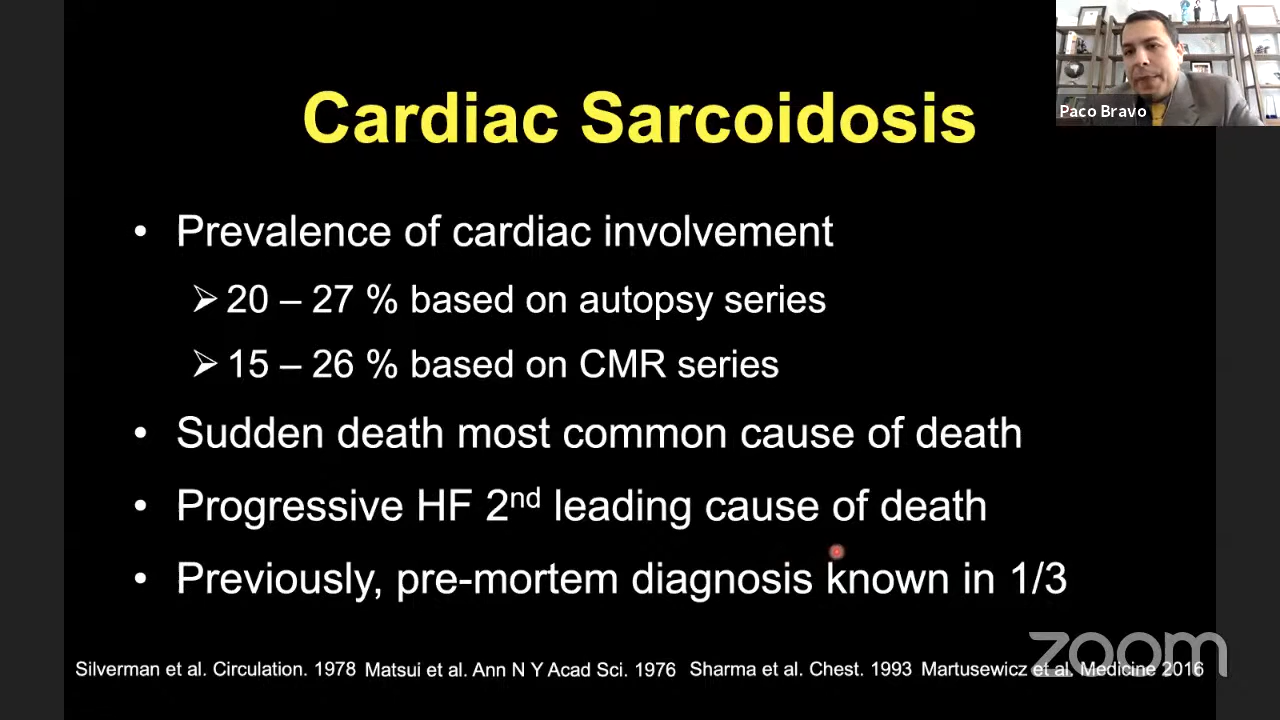 Paco Bravo
Cardiac Sarcoidosis
• Prevalence of cardiac involvement
➢ 20 – 27 % based on autopsy series
➢ 15 – 26 % based on CMR series
• Sudden death most common cause of death
• Progressive HF 2nd leading cause of death
• Previously, pre-mortem diagnosis known in 1/3
zoom
Silverman et al. Circulation. 1978 Matsui et al. Ann N Y Acad Sci. 1976 Sharma et al. Chest. 1993 Martusewicz et al. Medicine 2016